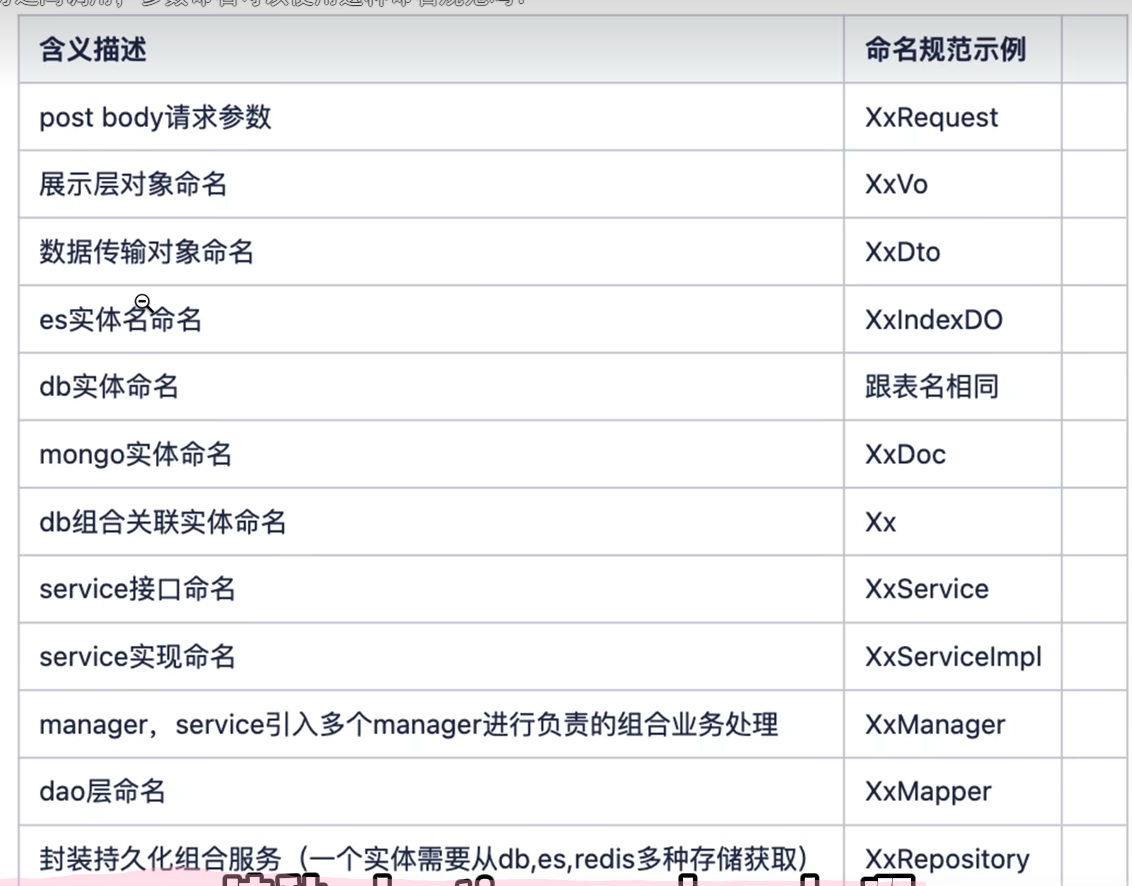 含义描述 命名规范示例
post body请求参数 XxRequest
展示层对象命名 XxVo
数据传输对象命名 XxDto
es实体名命名 XxIndexDO
db实体命名 跟表名相同
mongo实体命名 XxDoc
db组合关联实体命名 Xx
service接口命名 XxService
service实现命名 XxServiceImpl
manager，service引入多个manager进行负责的组合业务处理 XxManager
dao层命名 XxMapper
封装持久化组合服务（一个实体需要从db,es,redis多种存储获取） XxRepository